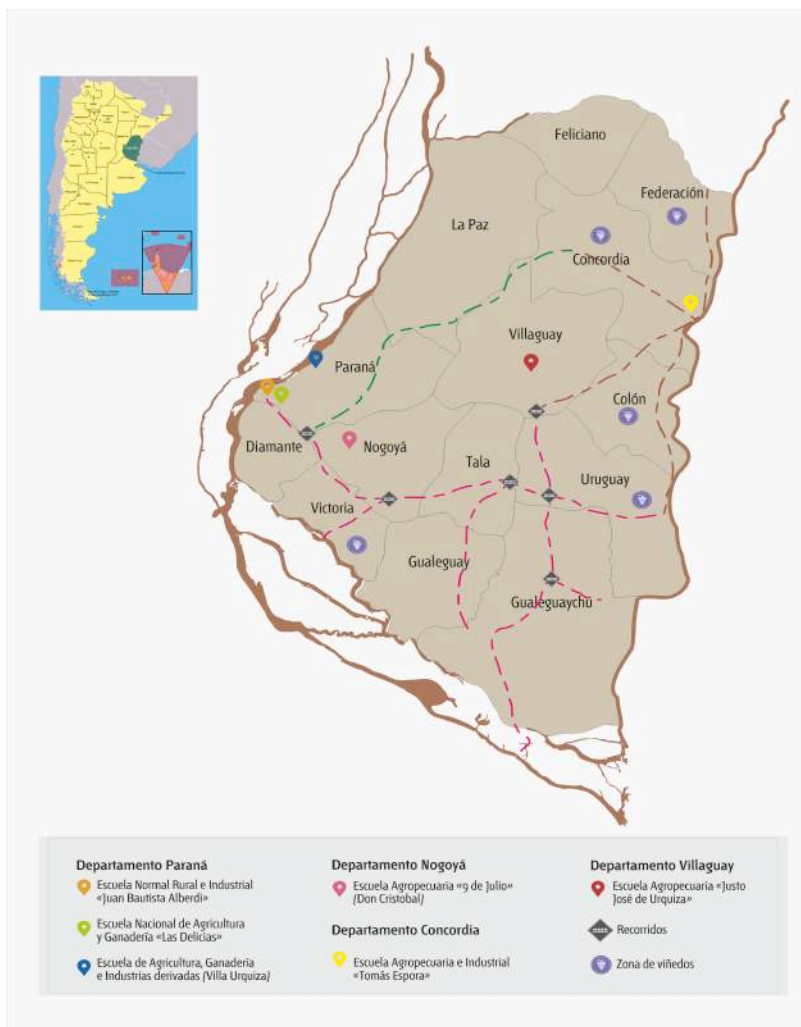 Feliciano
Federación
La Paz
Concordia
Villaguay
Paraná
Colón
Diamante
Nogoyá
Tala
Uruguay
Victoria
Gualeguay
Gualeguaychú
Departamento Paraná
Escuela Normal Rural e Industrial
«Juan Bautista Alberdi»
Escuela Nacional de Agricultura
y Ganadería «Las Delicias»
Escuela de Agricultura, Ganadería
e Industrias derivadas (Villa Urquiza)
Departamento Nogoyá
Escuela Agropecuaria «9 de Julio»
(Don Cristobal)
Departamento Concordia
Escuela Agropecuaria e Industrial
«Tomás Espora»
Departamento Villaguay
Escuela Agropecuaria «Justo
José de Urquiza»
Recorridos
Zona de viñedos